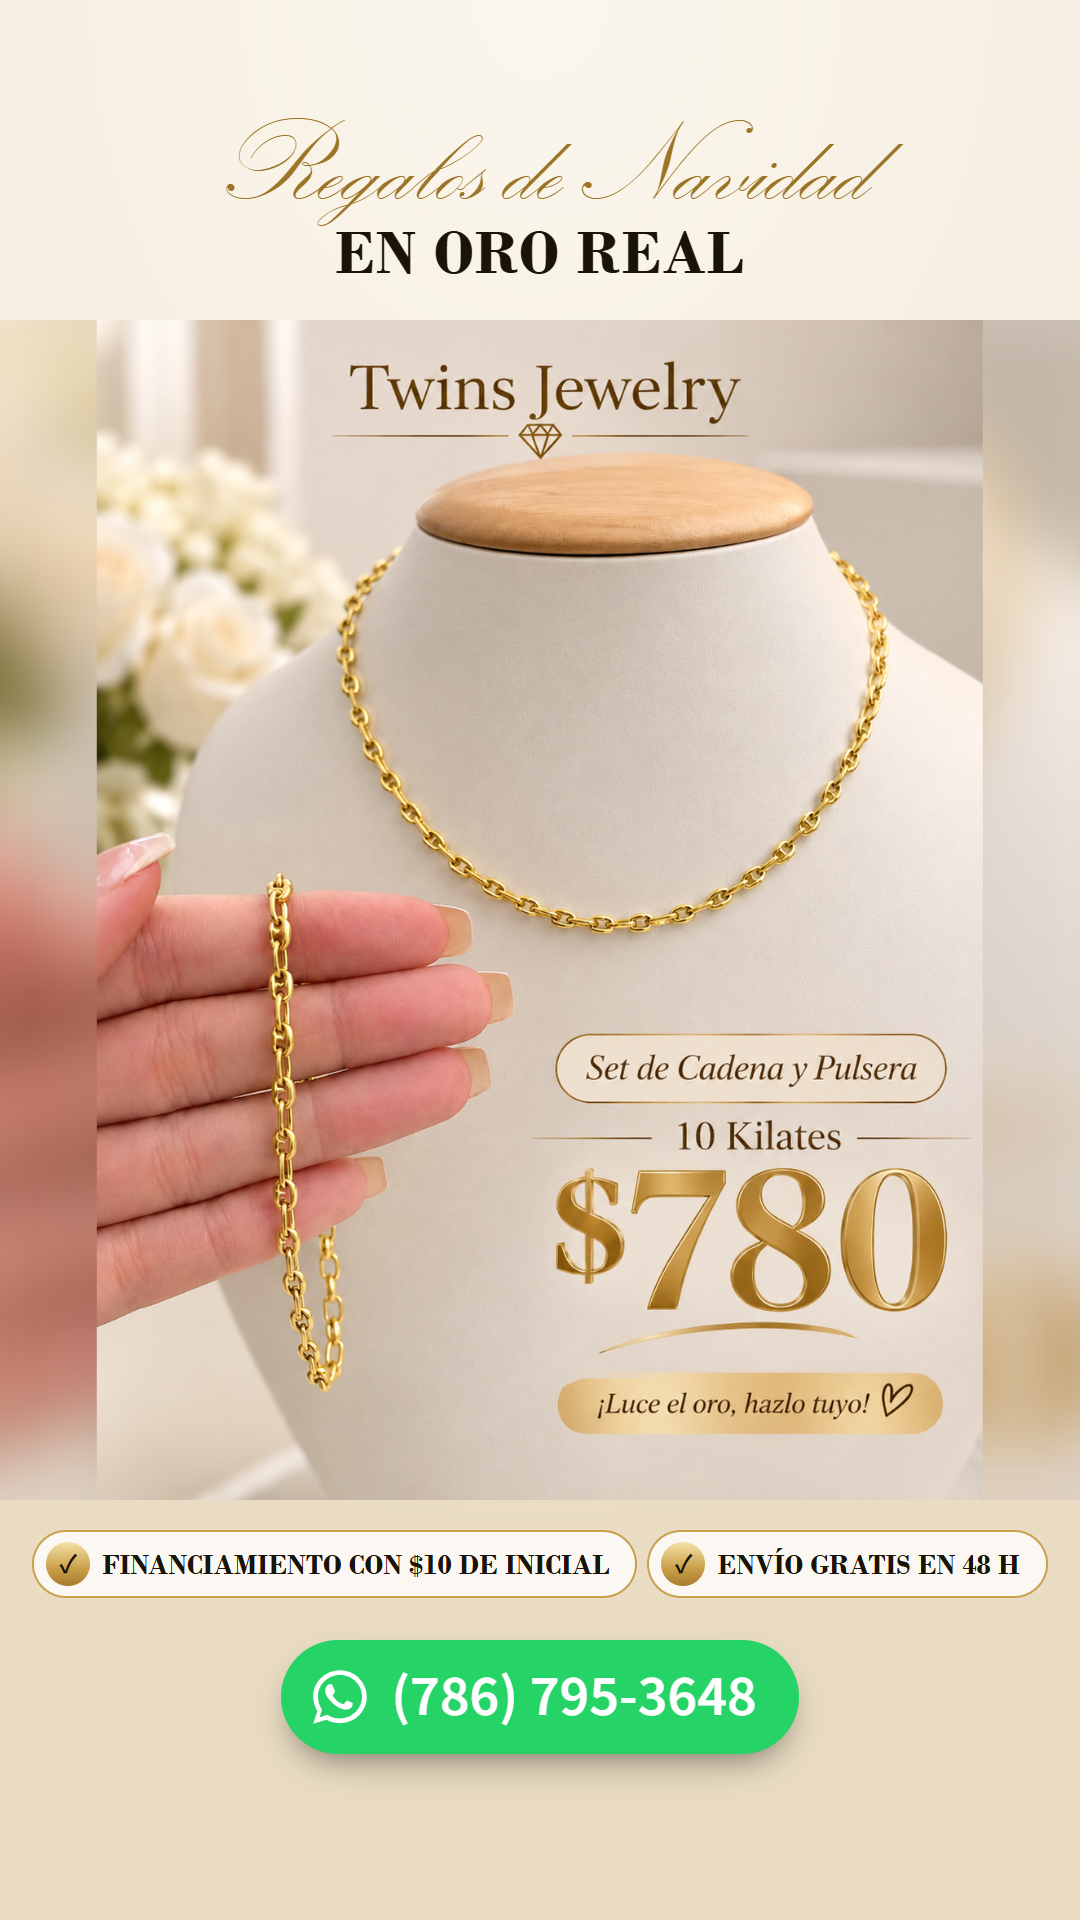 Regalos de Navidad
EN ORO REAL
Twins Jewelry
Set de Cadena y Pulsera
10 Kilates
$780
¡Luce el oro, hazlo tuyo!
✓ FINANCIAMIENTO CON $10 DE INICIAL
✓ ENVÍO GRATIS EN 48 H
(786) 795-3648